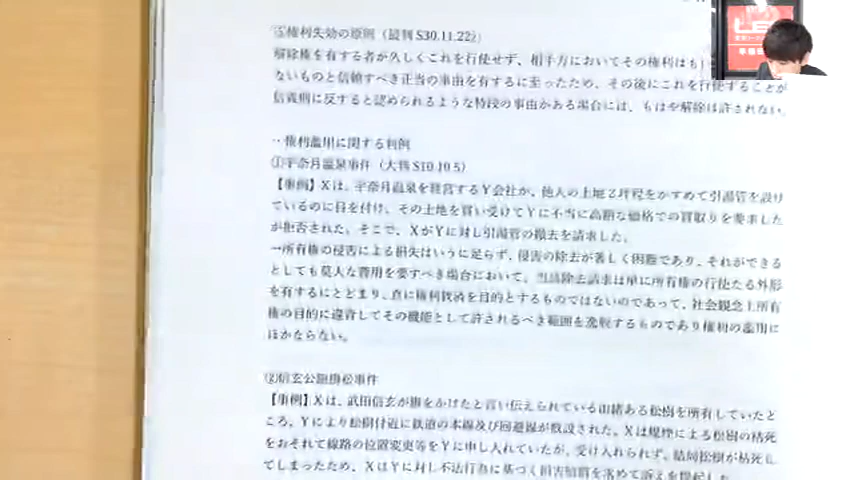 ⑤権利失効の原則（最判S30.11.22）
解除権を有する者が久しくこれを行使せず、相手方においてその権利はも
ないものと信頼すべき正当の事由を有するに至ったため、その後にこれを行使することが
信義則に反すると認められるような特段の事由がある場合には、もはや解除は許されない。
・権利濫用に関する判例
①宇奈月温泉事件（大判S10.10.5）
【事例】Xは、宇奈月温泉を経営するY会社が、他人の土地2坪程をかすめて引湯管を設け
ているのに目を付け、その土地を買い受けてYに不当に高額な価格での買取りを要求した
が拒否された。そこで、XがYに対し引湯管の撤去を請求した。
→所有権の侵害による損失はいうに足らず、侵害の除去が著しく困難であり、それができる
としても莫大な費用を要すべき場合において、当該除去請求は単に所有権の行使たる外形
を有するにとどまり、真に権利救済を目的とするものではないのであって、社会観念上所有
権の目的に違背してその機能として許されるべき範囲を逸脱するものであり権利の濫用に
ほかならない。
②信玄公旗掛松事件
【事例】Xは、武田信玄が旗をかけたと言い伝えられている由緒ある松樹を所有していたと
ころ、Yにより松樹付近に鉄道の本線及び回避線が敷設された。Xは煤煙による松樹の枯死
をおそれて線路の位置変更等をYに申し入れていたが、受け入れられず、結局松樹が枯死し
てしまったため、XはYに対し不法行為に基づく損害賠償を求めて訴えを提起した